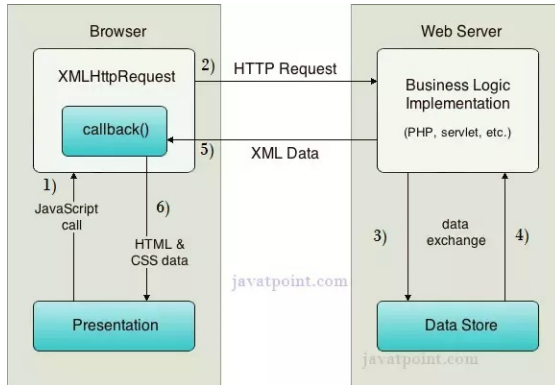 Browser
Web Server
XMLHttpRequest
2)
HTTP Request
Business Logic
Implementation
(PHP, servlet, etc.)
callback()
5)
XML Data
1)
JavaScript
call
6)
HTML &
CSS data
3)
data
exchange
4)
javatpoint.com
Presentation
Data Store
javatpoint.com